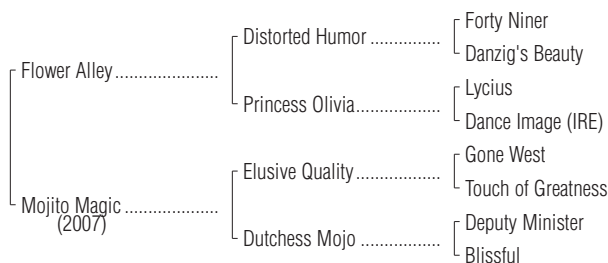 Forty Niner
Distorted Humor ................
Danzig's Beauty
Flower Alley ........................
Lycius
Princess Olivia ...................
Dance Image (IRE)
Gone West
Elusive Quality ...................
Touch of Greatness
Mojito Magic .....................
(2007)
Deputy Minister
Dutchess Mojo ..................
Blissful